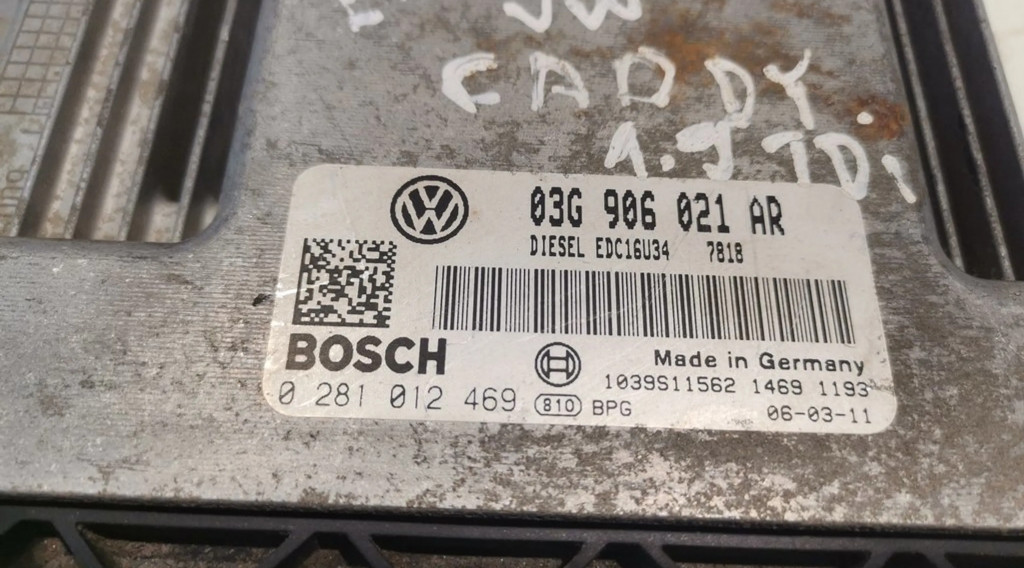 VW
CADDY.
1.9 TDi
03G 906 021 AR
DIESEL EDC16U34 7818
BOSCH
Made in Germany
1039S11562 1469 1193
0 281 012 469 810 BPG 06-03-11